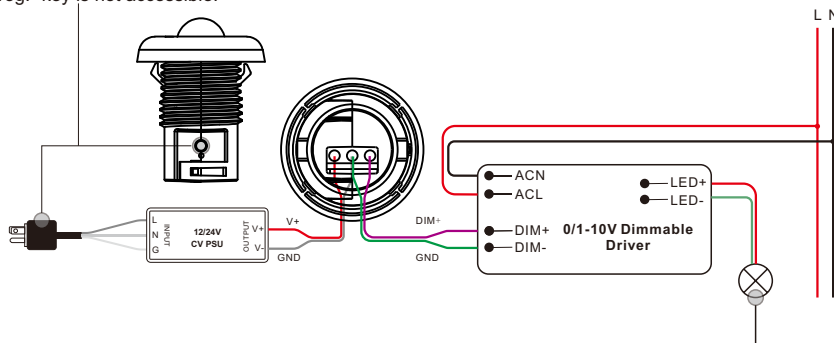 key is not accessible.
L N
ACN
ACL
LED+
LED-
L
N
G
INPUT
12/24V
CV PSU
OUTPUT
V+
V-
V+
GND
DIM+
GND
DIM+
DIM-
0/1-10V Dimmable
Driver